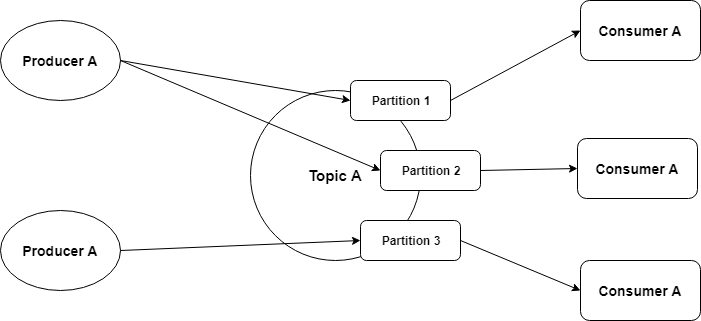 Producer A
Consumer A
Partition 1
Topic A
Partition 2
Consumer A
Producer A
Partition 3
Consumer A